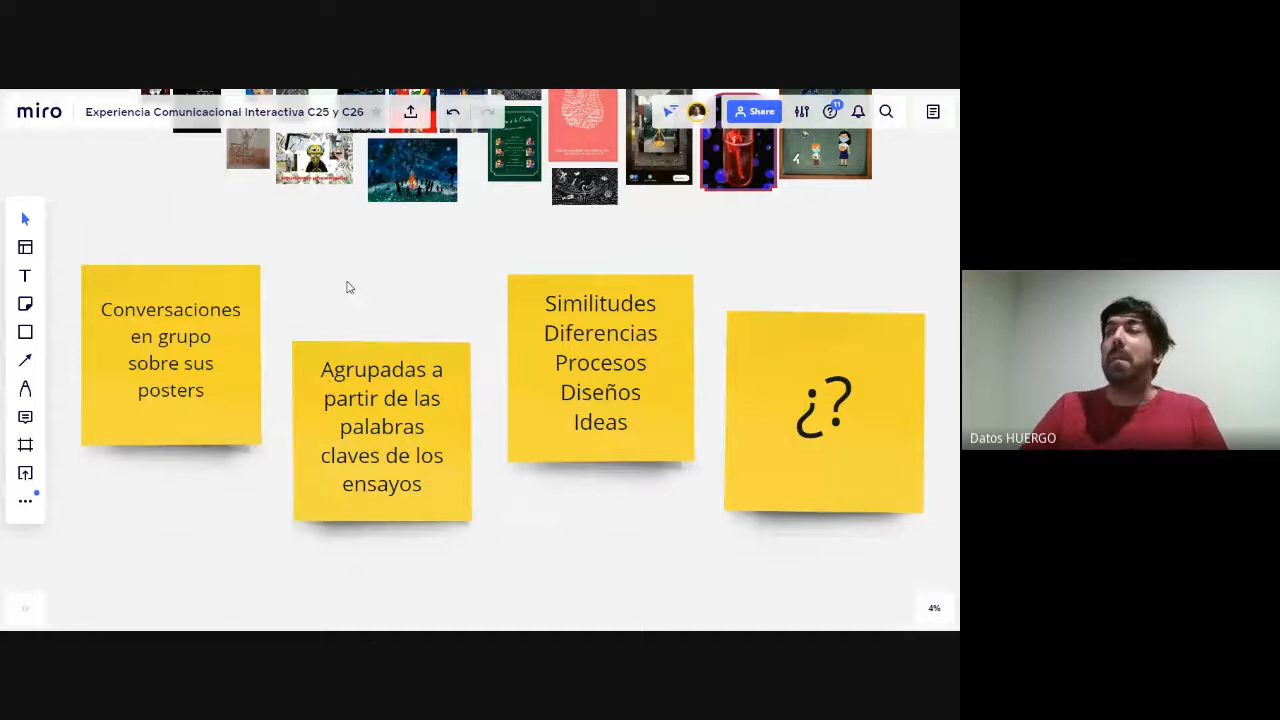 miro
Experiencia Comunicacional Interactiva C25 y C26
Share
11
Conversaciones
en grupo
sobre sus
posters
Agrupadas a
partir de las
palabras
claves de los
ensayos
Similitudes
Diferencias
Procesos
Diseños
Ideas
¿?
Datos HUERGO
4%